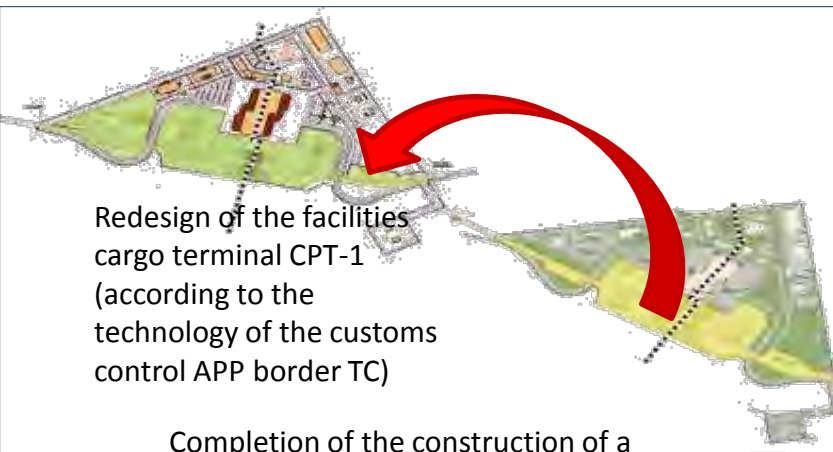 Redesign of the facilities
cargo terminal CPT-1
(according to the
technology of the customs
control APP border TC)
Completion of the construction of a